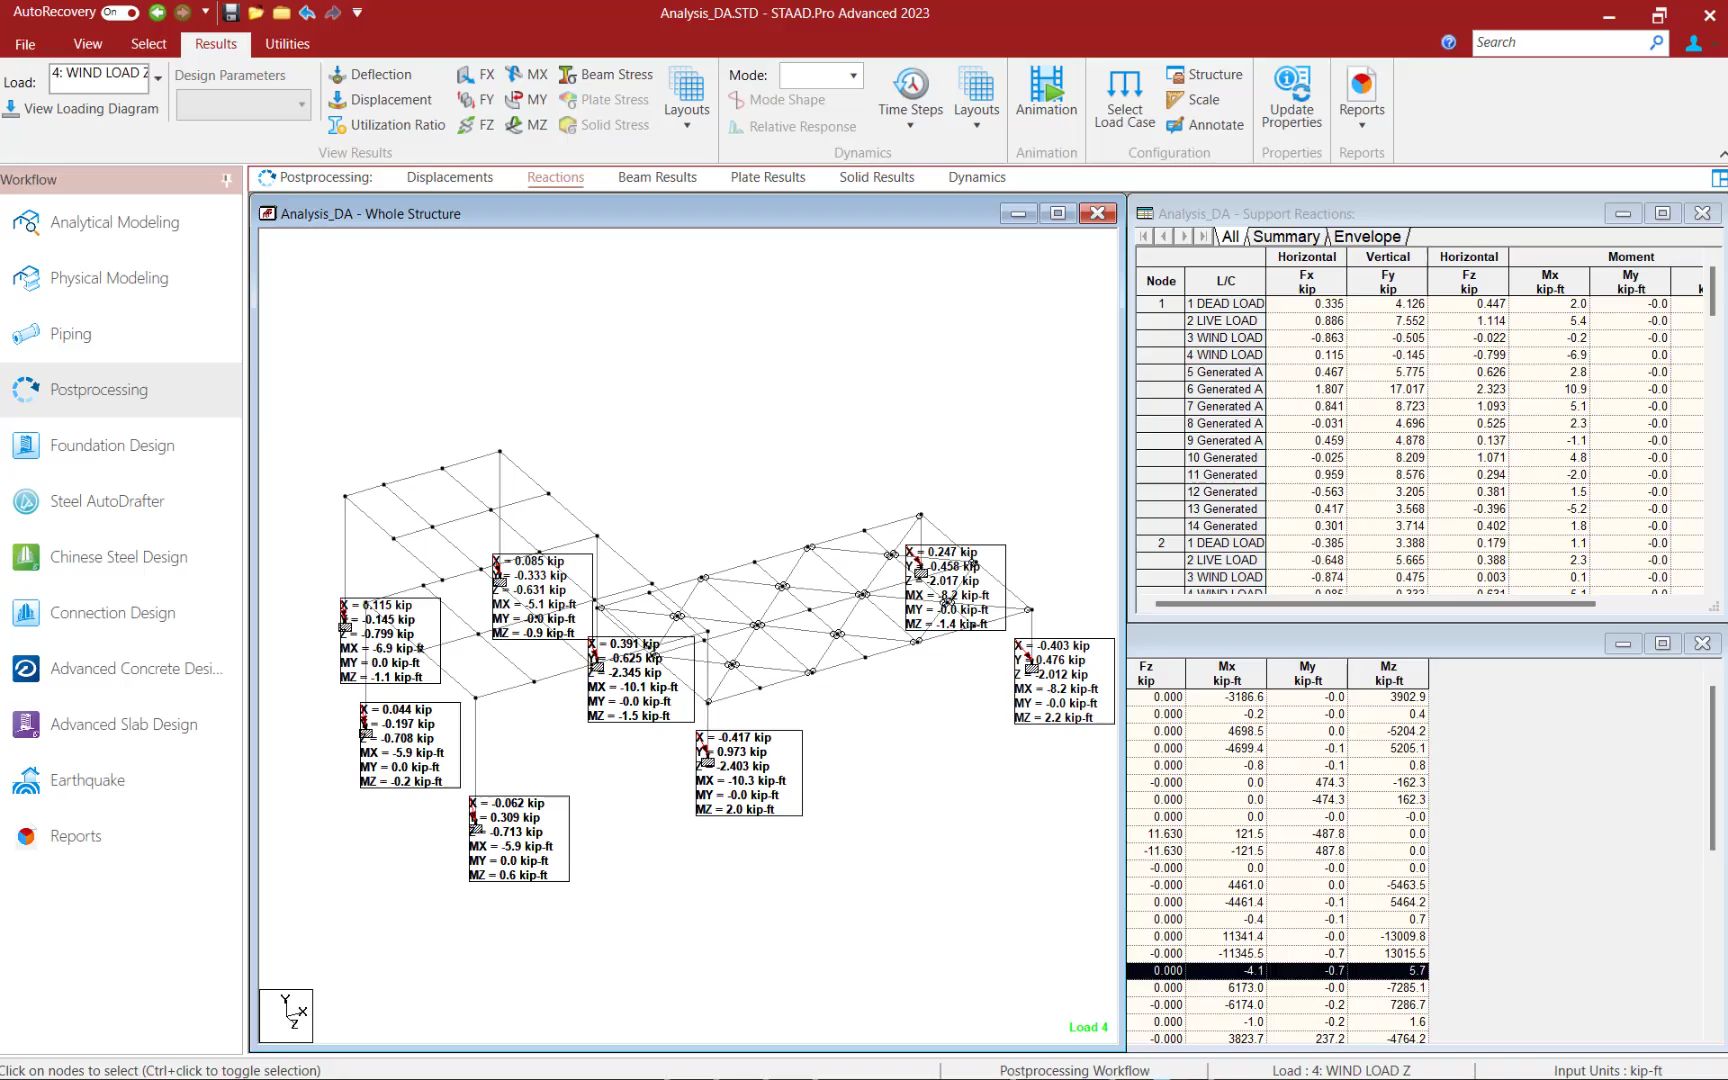 AutoRecovery On
Analysis_DA.STD - STAAD.Pro Advanced 2023
File View Select Results Utilities
Search
Load: 4: WIND LOAD Z
View Loading Diagram
Design Parameters
Deflection
Displacement
Utilization Ratio
FX MX Beam Stress
FY MY Plate Stress
FZ MZ Solid Stress
Layouts
View Results
Mode:
Mode Shape
Relative Response
Time Steps
Layouts
Dynamics
Animation
Animation
Select
Load Case
Structure
Scale
Annotate
Configuration
Update
Properties
Properties
Reports
Reports
Workflow
Postprocessing: Displacements Reactions Beam Results Plate Results Solid Results Dynamics
Analytical Modeling
Physical Modeling
Piping
Postprocessing
Foundation Design
Steel AutoDrafter
Chinese Steel Design
Connection Design
Advanced Concrete Desi...
Advanced Slab Design
Earthquake
Reports
Analysis_DA - Whole Structure
X = 0.085 kip
-0.333 kip
-0.631 kip
MX = -5.1 kip-ft
MY = -0.0 kip-ft
MZ = -0.9 kip-ft
X = 0.247 kip
Y = -0.458 kip
Z = -2.017 kip
MX = -8.2 kip-ft
MY = -0.0 kip-ft
MZ = -1.4 kip-ft
X = 0.115 kip
= -0.145 kip
Z = -0.799 kip
MX = -6.9 kip-ft
MY = 0.0 kip-ft
MZ = -1.1 kip-ft
X = 0.391 kip
-0.625 kip
-2.345 kip
MX = -10.1 kip-ft
MY = -0.0 kip-ft
MZ = -1.5 kip-ft
X = -0.403 kip
Y = 0.476 kip
Z = -2.012 kip
MX = -8.2 kip-ft
MY = -0.0 kip-ft
MZ = 2.2 kip-ft
X = 0.044 kip
= -0.197 kip
Z = -0.708 kip
MX = -5.9 kip-ft
MY = 0.0 kip-ft
MZ = -0.2 kip-ft
X = -0.417 kip
Y = 0.973 kip
Z = -2.403 kip
MX = -10.3 kip-ft
MY = -0.0 kip-ft
MZ = 2.0 kip-ft
X = -0.062 kip
= 0.309 kip
Z = -0.713 kip
MX = -5.9 kip-ft
MY = 0.0 kip-ft
MZ = 0.6 kip-ft
Y
X
Z
Load 4
Analysis_DA - Support Reactions:
All Summary Envelope
Horizontal Vertical Horizontal Moment
Node L/C Fx kip Fy kip Fz kip Mx kip-ft My kip-ft
1 1 DEAD LOAD 0.335 4.126 0.447 2.0 -0.0
2 LIVE LOAD 0.886 7.552 1.114 5.4 -0.0
3 WIND LOAD -0.863 -0.505 -0.022 -0.2 -0.0
4 WIND LOAD 0.115 -0.145 -0.799 -6.9 0.0
5 Generated A 0.467 5.775 0.626 2.8 -0.0
6 Generated A 1.807 17.017 2.323 10.9 -0.0
7 Generated A 0.841 8.723 1.093 5.1 -0.0
8 Generated A -0.031 4.696 0.525 2.3 -0.0
9 Generated A 0.459 4.878 0.137 -1.1 -0.0
10 Generated -0.025 8.209 1.071 4.8 -0.0
11 Generated 0.959 8.576 0.294 -2.0 -0.0
12 Generated -0.563 3.205 0.381 1.5 -0.0
13 Generated 0.417 3.568 -0.396 -5.2 -0.0
14 Generated 0.301 3.714 0.402 1.8 -0.0
2 1 DEAD LOAD -0.385 3.388 0.179 1.1 -0.0
2 LIVE LOAD -0.648 5.665 0.388 2.3 -0.0
3 WIND LOAD -0.874 0.475 0.003 0.1 -0.0
Fz kip Mx kip-ft My kip-ft Mz kip-ft
0.000 -3186.6 -0.0 3902.9
0.000 -0.2 -0.0 0.4
0.000 4698.5 0.0 -5204.2
0.000 -4699.4 -0.1 5205.1
0.000 -0.8 -0.1 0.8
-0.000 0.0 474.3 -162.3
0.000 0.0 -474.3 162.3
0.000 0.0 -0.0 -0.0
11.630 121.5 -487.8 0.0
-11.630 -121.5 487.8 0.0
-0.000 0.0 -0.0 0.0
-0.000 4461.0 0.0 -5463.5
0.000 -4461.4 -0.1 5464.2
0.000 -0.4 -0.1 0.7
0.000 11341.4 -0.0 -13009.8
-0.000 -11345.5 -0.7 13015.5
0.000 -4.1 -0.7 5.7
0.000 6173.0 -0.0 -7285.1
-0.000 -6174.0 -0.2 7286.7
0.000 -1.0 -0.2 1.6
-0.000 3823.7 237.2 -4764.2
Click on nodes to select (Ctrl+click to toggle selection)
Postprocessing Workflow
Load : 4: WIND LOAD Z
Input Units : kip-ft